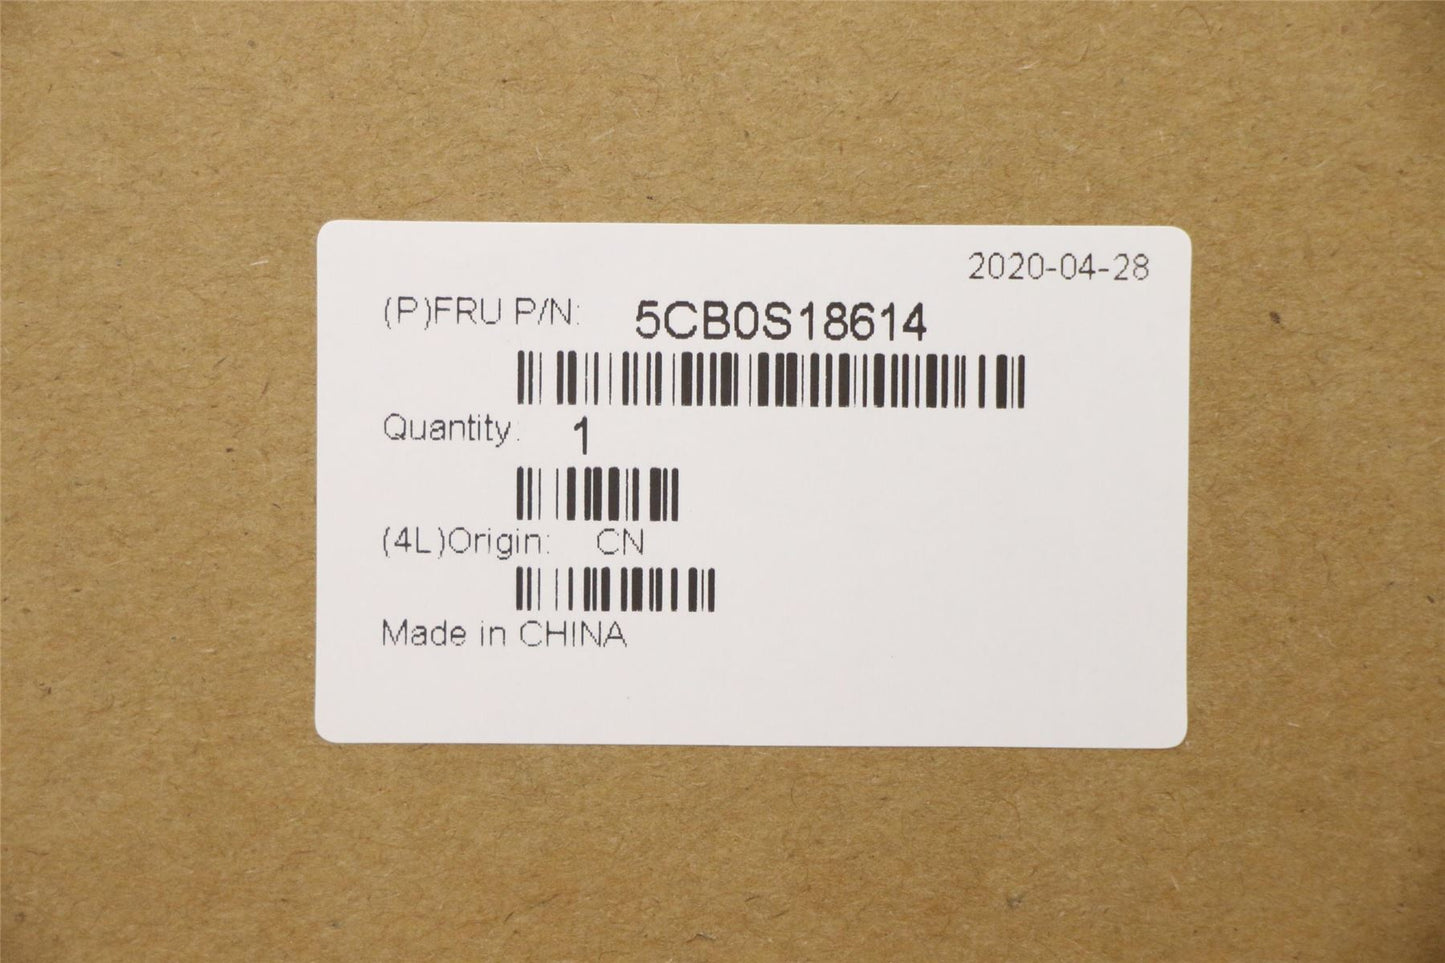 2020-04-28
(P)FRU P/N: 5CB0S18614
Quantity: 1
(4L)Origin: CN
Made in CHINA